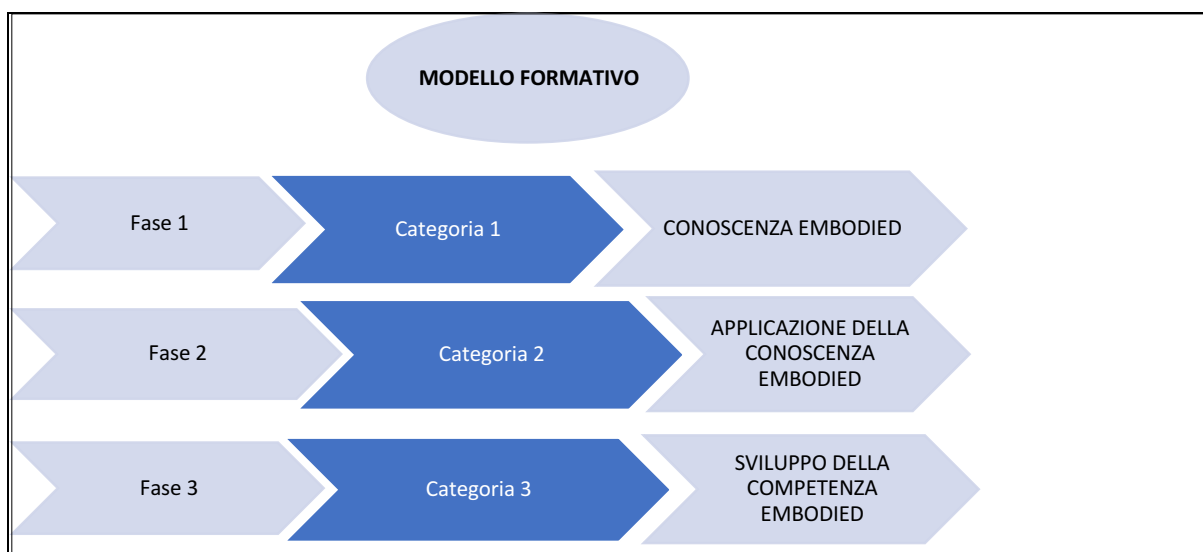 MODELLO FORMATIVO
Fase 1
Categoria 1
CONOSCENZA EMBODIED
Fase 2
Categoria 2
APPLICAZIONE DELLA
CONOSCENZA
EMBODIED
Fase 3
Categoria 3
SVILUPPO DELLA
COMPETENZA
EMBODIED